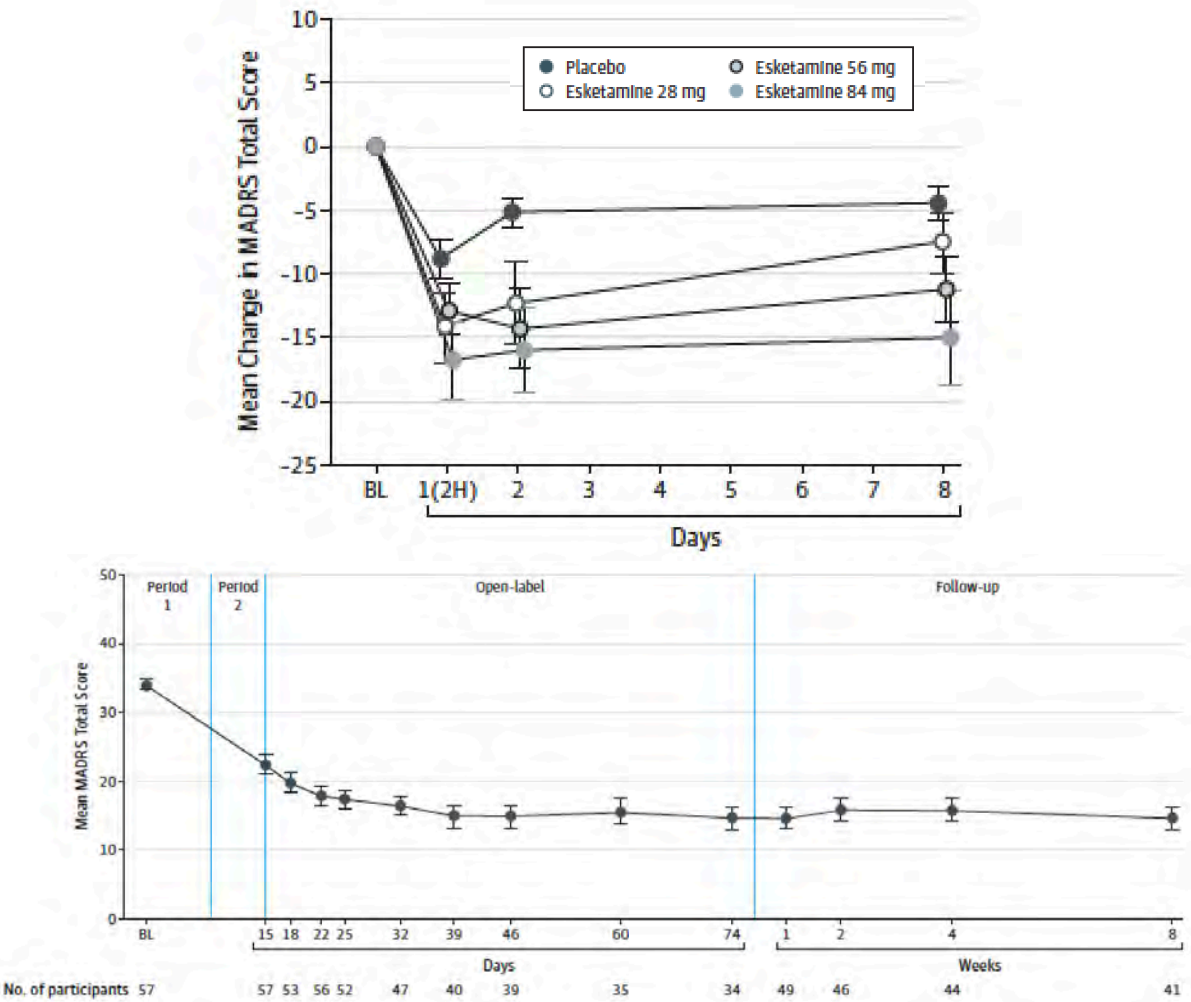 Mean Change in MADRS Total Score
10
5
0
–5
–10
–15
–20
–25
Placebo
Esketamine 56 mg
Esketamine 28 mg
Esketamine 84 mg
BL 1(2H) 2 3 4 5 6 7 8
Days
Mean MADRS Total Score
50
40
30
20
10
0
Period 
1
Period 
2
Open-label
Follow-up
BL 15 18 22 25 32 39 46 60 74 1 2 4 8
Days
Weeks
No. of participants 57 57 53 56 52 47 40 39 35 34 49 46 44 41